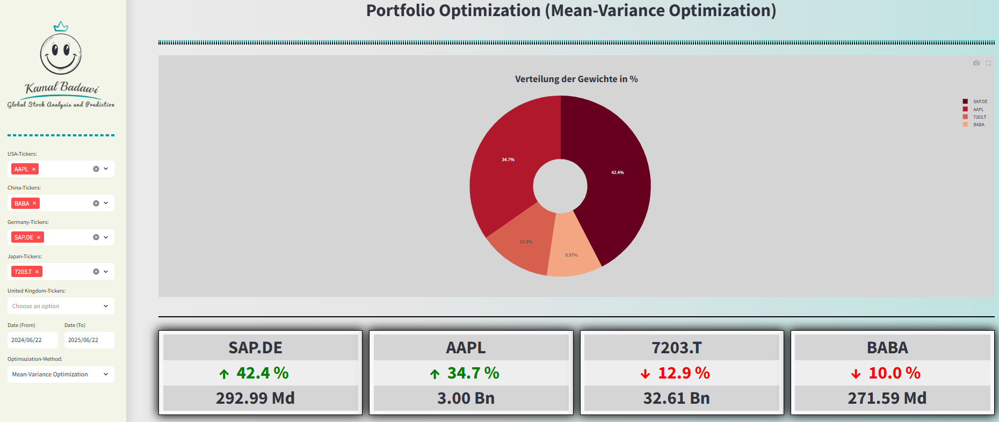 Kamal Badawi
Global Stock Analysis and Prediction
USA-Tickers:
AAPL ×
China-Tickers:
BABA ×
Germany-Tickers:
SAP.DE ×
Japan-Tickers:
7203.T ×
United Kingdom-Tickers:
Choose an option
Date (From) Date (To)
2024/06/22 2025/06/22
Optimaziation-Method:
Mean-Variance Optimization
Portfolio Optimization (Mean-Variance Optimization)
Verteilung der Gewichte in %
SAP.DE
AAPL
7203.T
BABA
34.7%
42.4%
12.9%
9.97%
SAP.DE
↑ 42.4 %
292.99 Md
AAPL
↑ 34.7 %
3.00 Bn
7203.T
↓ 12.9 %
32.61 Bn
BABA
↓ 10.0 %
271.59 Md